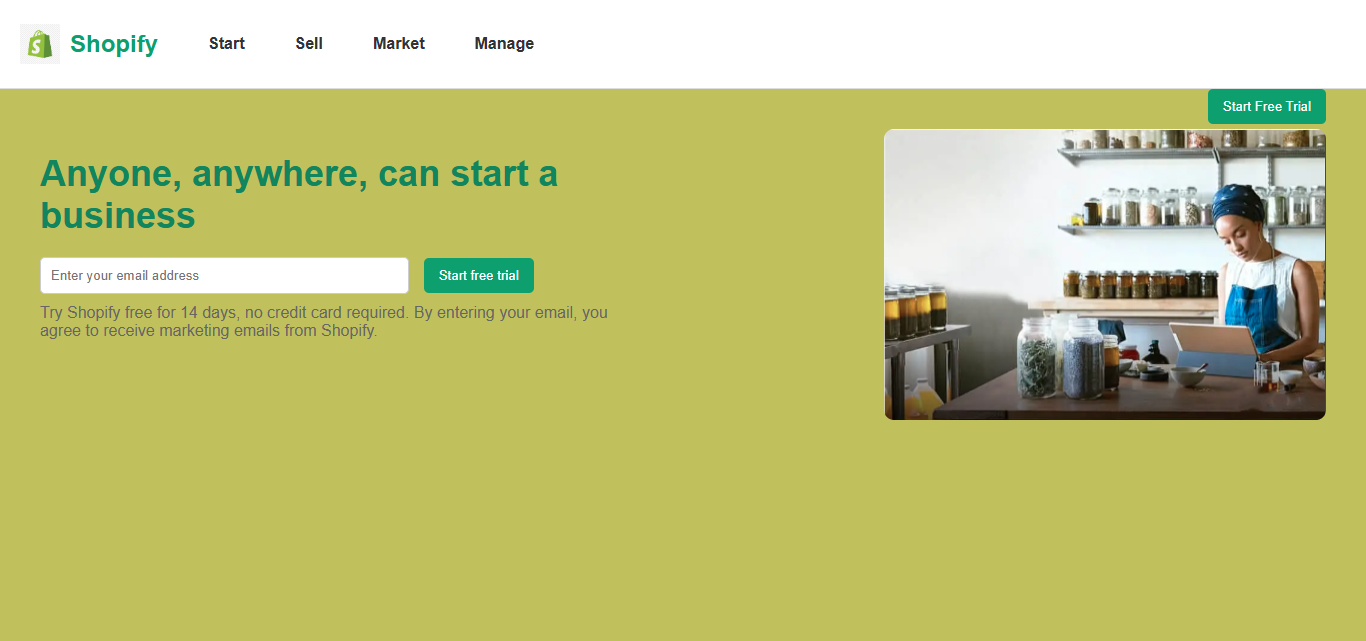 Shopify
Start
Sell
Market
Manage
Start Free Trial
Anyone, anywhere, can start a
business
Enter your email address
Start free trial
Try Shopify free for 14 days, no credit card required. By entering your email, you
agree to receive marketing emails from Shopify.